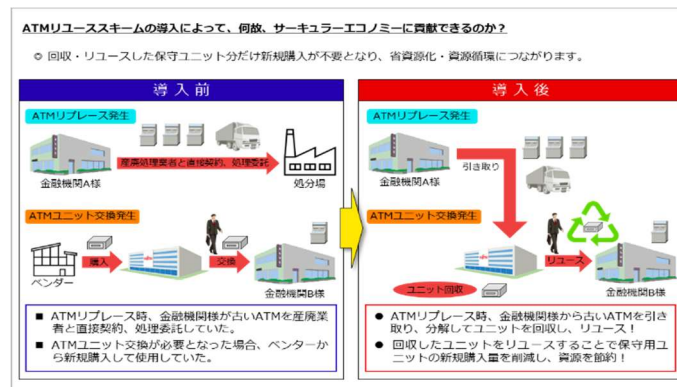 ATMリユーススキームの導入によって、何故、サーキュラーエコノミーに貢献できるのか？
◎ 回収・リユースした保守ユニット分だけ新規購入が不要となり、省資源化・資源循環につながります。
導入前
ATMリプレース発生
金融機関A様
産廃処理業者と直接契約、処理委託
処分場
ATMユニット交換発生
ベンダー
購入
交換
金融機関B様
■ ATMリプレース時、金融機関様が古いATMを産廃業
者と直接契約、処理委託していた。
■ ATMユニット交換が必要となった場合、ベンターか
ら新規購入して使用していた。
導入後
ATMリプレース発生
金融機関A様
引き取り
ATMユニット交換発生
リユース
ユニット回収
金融機関B様
● ATMリプレース時、金融機関様から古いATMを引き
取り、分解してユニットを回収し、リユース！
● 回収したユニットをリユースすることで保守用ユ
ニットの新規購入量を削減し、資源を節約！